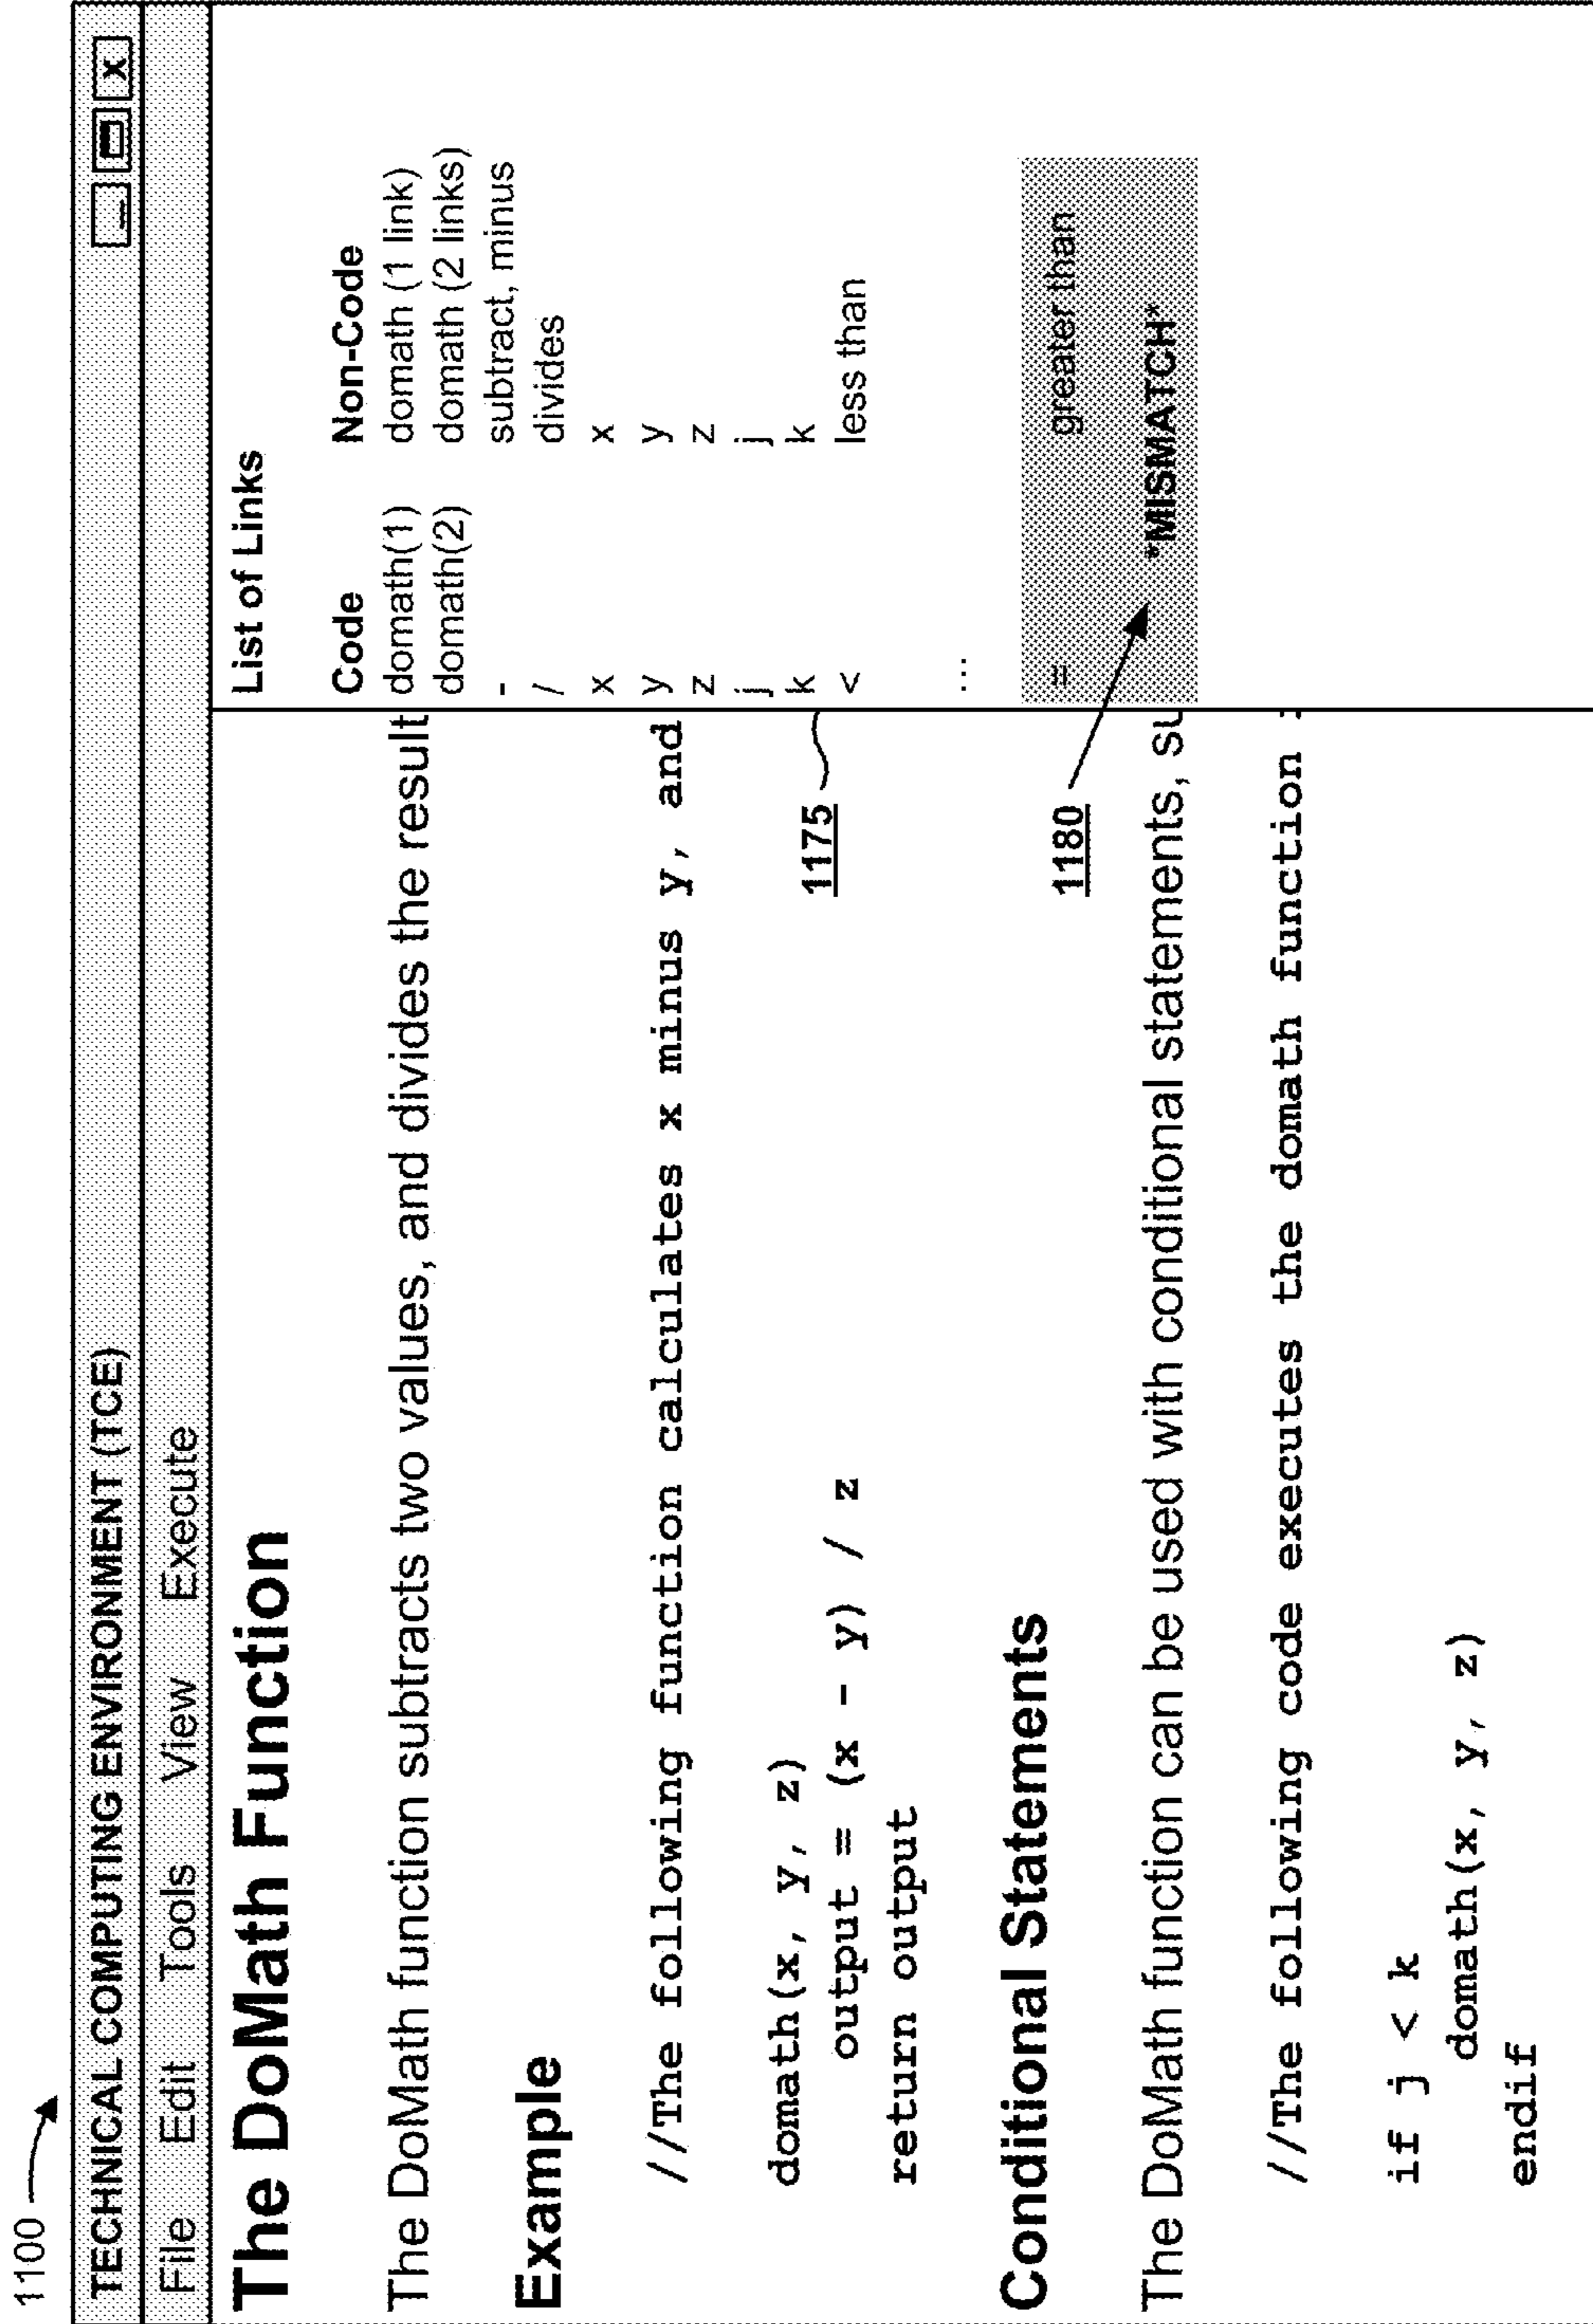 1100
TECHNICAL COMPUTING ENVIRONMENT (TCE)
_ X
File Edit Tools View Execute
The DoMath Function
The DoMath function subtracts two values, and divides the result
Example
//The following function calculates x minus y, and
domath(x, y, z)
output = (x - y) / z
return output
1175
Conditional Statements
1180
The DoMath function can be used with conditional statements, su
//The following code executes the domath function
if j < k
domath(x, y, z)
endif
List of Links
Code Non-Code
domath(1) domath (1 link)
domath(2) domath (2 links)
- subtract, minus
/ divides
x x
y y
z z
j j
k k
< less than
...
= greater than
*MISMATCH*